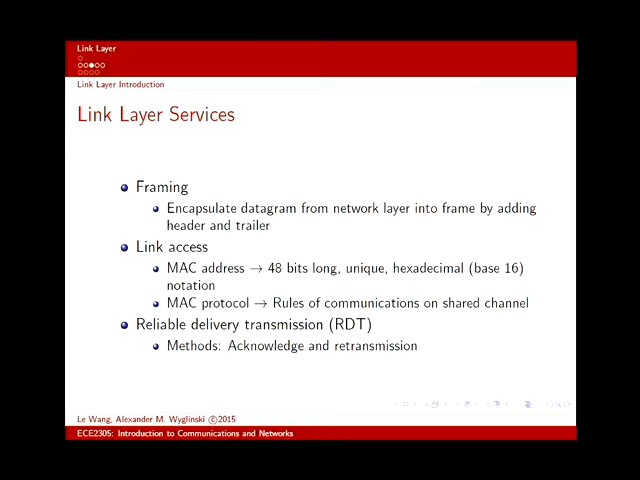 Link Layer
Link Layer Introduction
Link Layer Services
Framing
Encapsulate datagram from network layer into frame by adding
header and trailer
Link access
MAC address → 48 bits long, unique, hexadecimal (base 16)
notation
MAC protocol → Rules of communications on shared channel
Reliable delivery transmission (RDT)
Methods: Acknowledge and retransmission
Le Wang, Alexander M. Wyglinski ©2015
ECE2305: Introduction to Communications and Networks